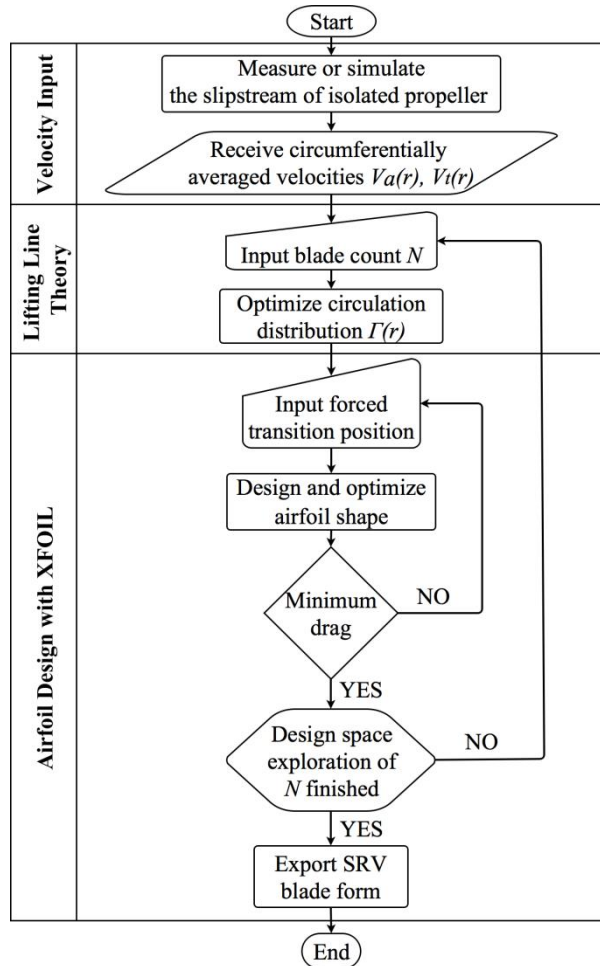 Start
Velocity Input
Measure or simulate
the slipstream of isolated propeller
Receive circumferentially
averaged velocities Va(r), Vt(r)
Lifting Line
Theory
Input blade count N
Optimize circulation
distribution Γ(r)
Airfoil Design with XFOIL
Input forced
transition position
Design and optimize
airfoil shape
Minimum
drag
NO
YES
Design space
exploration of
N finished
NO
YES
Export SRV
blade form
End